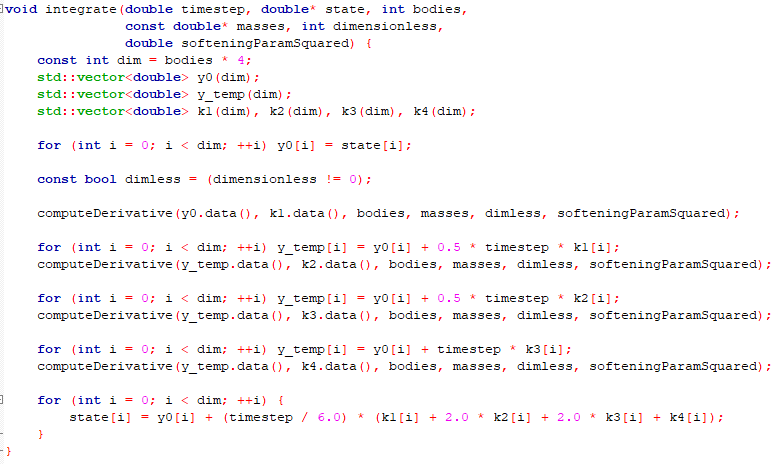 void integrate(double timestep, double* state, int bodies,
               const double* masses, int dimensionless,
               double softeningParamSquared) {
    const int dim = bodies * 4;
    std::vector<double> y0(dim);
    std::vector<double> y_temp(dim);
    std::vector<double> k1(dim), k2(dim), k3(dim), k4(dim);

    for (int i = 0; i < dim; ++i) y0[i] = state[i];

    const bool dimless = (dimensionless != 0);

    computeDerivative(y0.data(), k1.data(), bodies, masses, dimless, softeningParamSquared);

    for (int i = 0; i < dim; ++i) y_temp[i] = y0[i] + 0.5 * timestep * k1[i];
    computeDerivative(y_temp.data(), k2.data(), bodies, masses, dimless, softeningParamSquared);

    for (int i = 0; i < dim; ++i) y_temp[i] = y0[i] + 0.5 * timestep * k2[i];
    computeDerivative(y_temp.data(), k3.data(), bodies, masses, dimless, softeningParamSquared);

    for (int i = 0; i < dim; ++i) y_temp[i] = y0[i] + timestep * k3[i];
    computeDerivative(y_temp.data(), k4.data(), bodies, masses, dimless, softeningParamSquared);

    for (int i = 0; i < dim; ++i) {
        state[i] = y0[i] + (timestep / 6.0) * (k1[i] + 2.0 * k2[i] + 2.0 * k3[i] + k4[i]);
    }
}